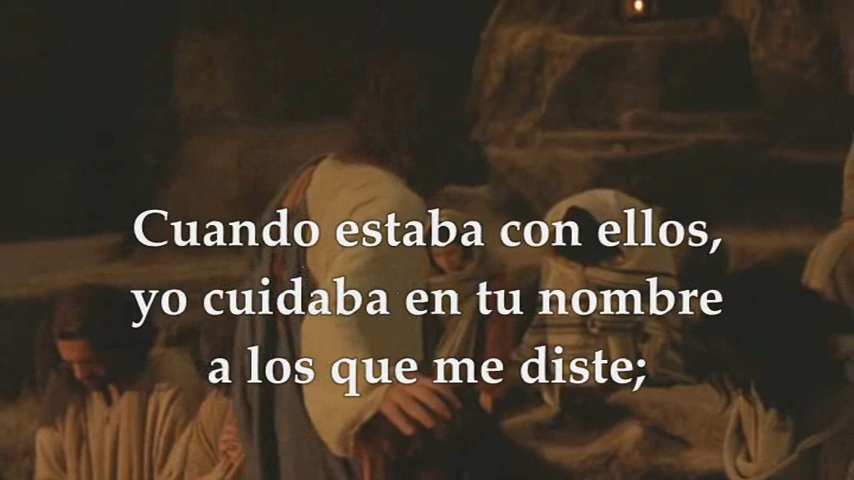 Cuando estaba con ellos,
yo cuidaba en tu nombre
a los que me diste;